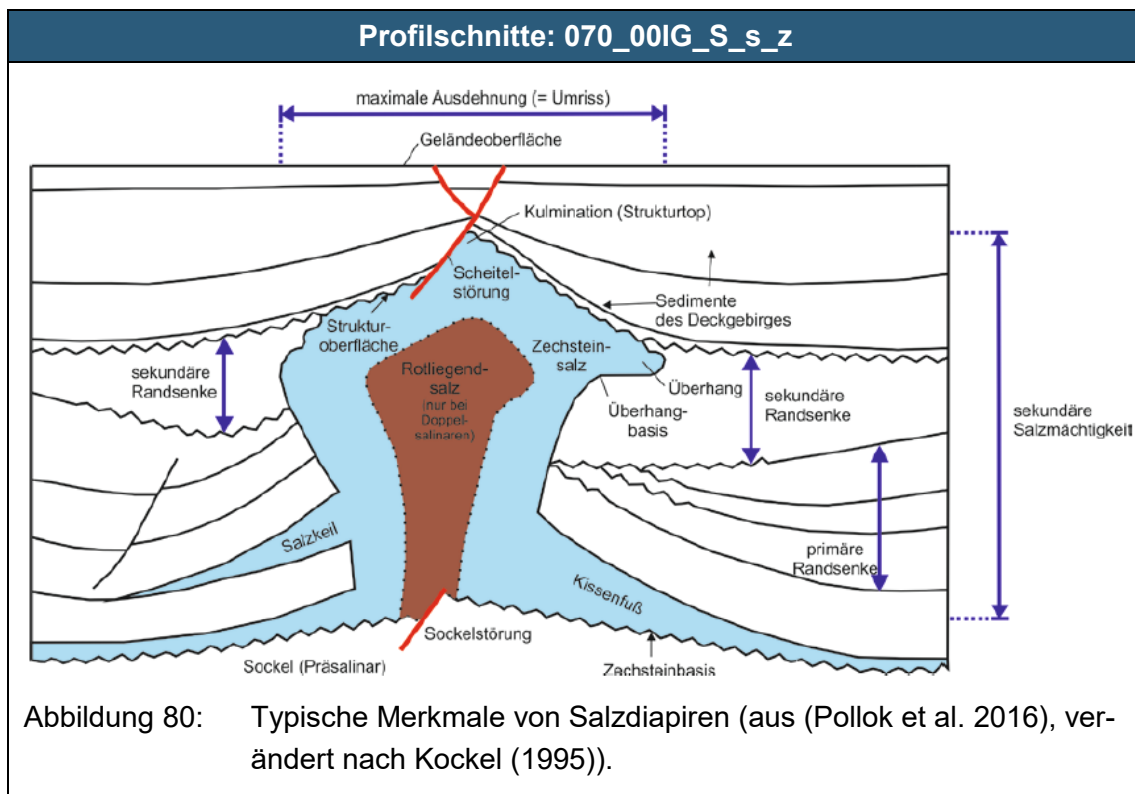 Profilschnitte: 070_00IG_S_s_z
maximale Ausdehnung (= Umriss)
Geländeoberfläche
Kulmination (Strukturtop)
Scheitel-
störung
Sedimente
des Deckgebirges
Struktur-
oberfläche
Zechstein-
salz
sekundäre
Randsenke
Rotliegend-
salz
(nur bei
Doppel-
salinaren)
Überhang
Überhang-
basis
sekundäre
Randsenke
sekundäre
Salzmächtigkeit
Salzkeil
primäre
Randsenke
Kissenfuß
Sockelstörung
Sockel (Präsalinar)
Zechsteinbasis
Abbildung 80: Typische Merkmale von Salzdiapiren (aus (Pollok et al. 2016), ver-
ändert nach Kockel (1995)).